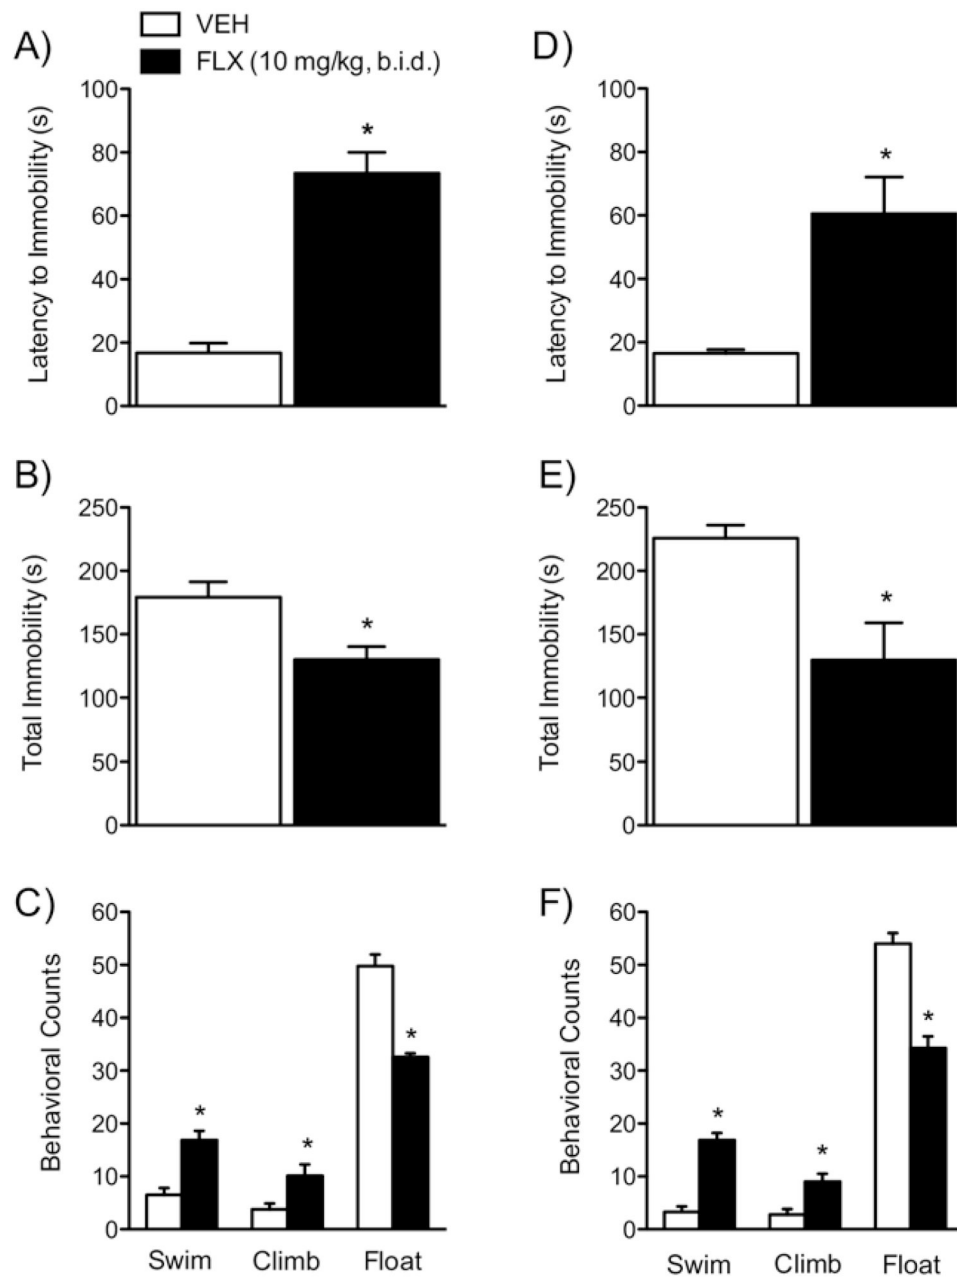 A)
VEH
FLX (10 mg/kg, b.i.d.)
Latency to Immobility (s)
100
80
60
40
20
0
*
D)
Latency to Immobility (s)
100
80
60
40
20
0
*
B)
Total Immobility (s)
250
200
150
100
50
0
*
E)
Total Immobility (s)
250
200
150
100
50
0
*
C)
Behavioral Counts
60
50
40
30
20
10
0
* * *
Swim Climb Float
F)
Behavioral Counts
60
50
40
30
20
10
0
* * *
Swim Climb Float